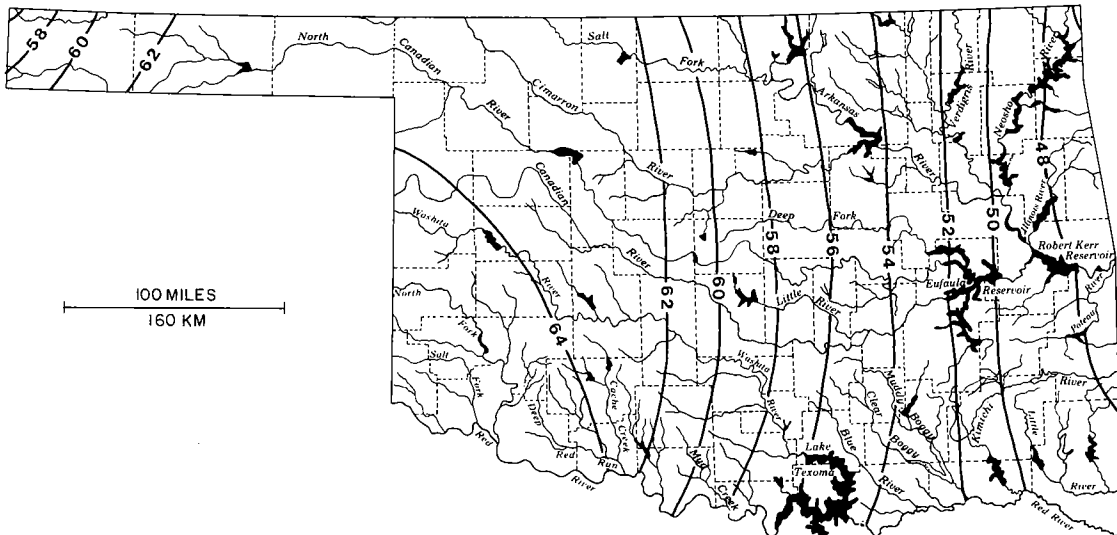 58
60
62
North
Canadian
River
Cimarron
River
Salt
Fork
Arkansas
River
Verdigris
River
Neosho
River
48
Illinois River
Canadian
River
Washita
River
Deep
Fork
58
56
54
52
50
Robert Kerr
Reservoir
Eufaula
Reservoir
River
Poteau
62
60
Little
River
100 MILES
160 KM
North
Fork
64
Salt
Fork
Red
River
Deep
Red
Run
Cache Creek
Mud
Creek
Washita
River
Lake
Texoma
Blue
River
Clear
Boggy
Muddy
Boggy
Kimichi
River
Little
River
Red River